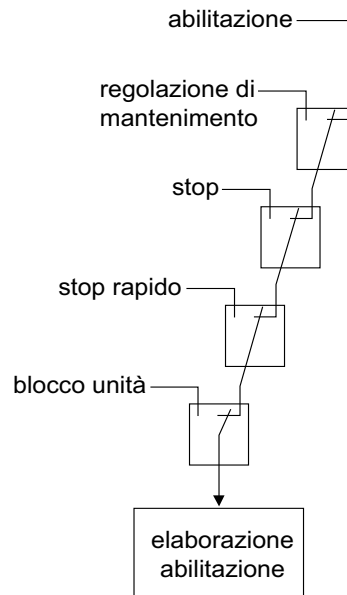 abilitazione
regolazione di
mantenimento
stop
stop rapido
blocco unità
elaborazione
abilitazione